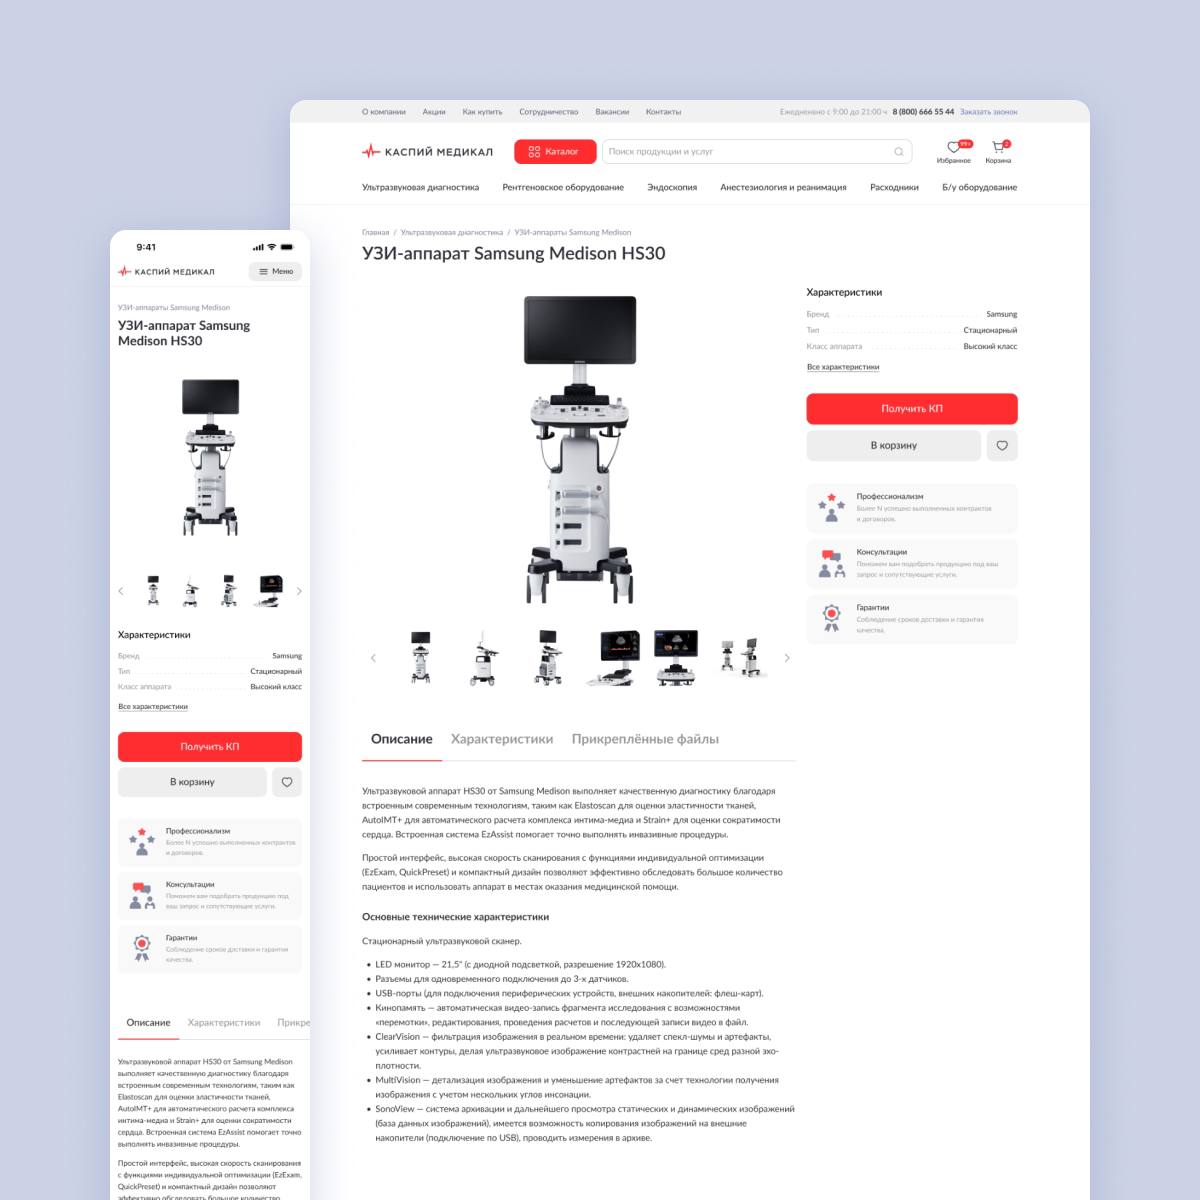 О компании Акции Как купить Сотрудничество Вакансии Контакты Ежедневно с 9:00 до 21:00 ч 8 (800) 666 55 44 Заказать звонок
КАСПИЙ МЕДИКАЛ Каталог Поиск продукции и услуг 99+ 2
Избранное Корзина
Ультразвуковая диагностика Рентгеновское оборудование Эндоскопия Анестезиология и реанимация Расходники Б/у оборудование
Главная / Ультразвуковая диагностика / УЗИ-аппараты Samsung Medison
УЗИ-аппарат Samsung Medison HS30
Характеристики
Бренд Samsung
Тип Стационарный
Класс аппарата Высокий класс
Все характеристики
Получить КП
В корзину
Профессионализм
Более N успешно выполненных контрактов
и договоров.
Консультации
Поможем вам подобрать продукцию под ваш
запрос и сопутствующие услуги.
Гарантии
Соблюдение сроков доставки и гарантия
качества.
Описание Характеристики Прикреплённые файлы
Ультразвуковой аппарат HS30 от Samsung Medison выполняет качественную диагностику благодаря
встроенным современным технологиям, таким как Elastoscan для оценки эластичности тканей,
AutoIMT+ для автоматического расчета комплекса интима-медиа и Strain+ для оценки сократимости
сердца. Встроенная система EzAssist помогает точно выполнять инвазивные процедуры.
Простой интерфейс, высокая скорость сканирования с функциями индивидуальной оптимизации
(EzExam, QuickPreset) и компактный дизайн позволяют эффективно обследовать большое количество
пациентов и использовать аппарат в местах оказания медицинской помощи.
Основные технические характеристики
Стационарный ультразвуковой сканер.
• LED монитор — 21,5" (с диодной подсветкой, разрешение 1920х1080).
• Разъемы для одновременного подключения до 3-х датчиков.
• USB-порты (для подключения периферических устройств, внешних накопителей: флеш-карт).
• Кинопамять — автоматическая видео-запись фрагмента исследования с возможностями
«перемотки», редактирования, проведения расчетов и последующей записи видео в файл.
• ClearVision — фильтрация изображения в реальном времени: удаляет спекл-шумы и артефакты,
усиливает контуры, делая ультразвуковое изображение контрастней на границе сред разной эхо-
плотности.
• MultiVision — детализация изображения и уменьшение артефактов за счет технологии получения
изображения с учетом нескольких углов инсонации.
• SonoView — система архивации и дальнейшего просмотра статических и динамических изображений
(база данных изображений), имеется возможность копирования изображений на внешние
накопители (подключение по USB), проводить измерения в архиве.
9:41
КАСПИЙ МЕДИКАЛ Меню
УЗИ-аппараты Samsung Medison
УЗИ-аппарат Samsung
Medison HS30
Характеристики
Бренд Samsung
Тип Стационарный
Класс аппарата Высокий класс
Все характеристики
Получить КП
В корзину
Профессионализм
Более N успешно выполненных контрактов
и договоров.
Консультации
Поможем вам подобрать продукцию под
ваш запрос и сопутствующие услуги.
Гарантии
Соблюдение сроков доставки и гарантия
качества.
Описание Характеристики Прикре
Ультразвуковой аппарат HS30 от Samsung Medison
выполняет качественную диагностику благодаря
встроенным современным технологиям, таким как
Elastoscan для оценки эластичности тканей,
AutoIMT+ для автоматического расчета комплекса
интима-медиа и Strain+ для оценки сократимости
сердца. Встроенная система EzAssist помогает точно
выполнять инвазивные процедуры.
Простой интерфейс, высокая скорость сканирования
с функциями индивидуальной оптимизации (EzExam,
QuickPreset) и компактный дизайн позволяют
эффективно обследовать большое количество